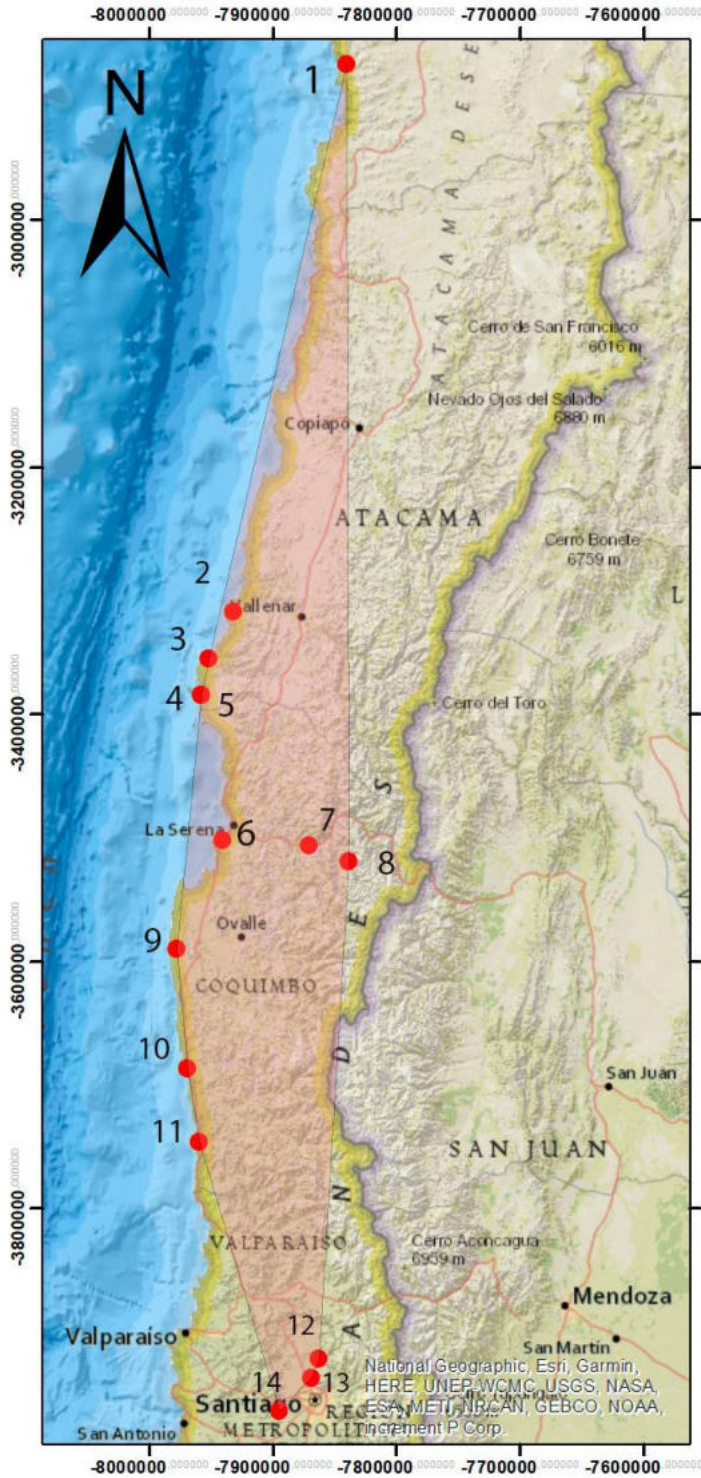 -8000000 -7900000 -7800000 -7700000 -7600000
1
N
-3000000
ATACAMA DESE
Cerro de San Francisco
6016 m
Nevado Ojos del Salado
6880 m
Copiapo
-3200000
ATACAMA
Cerro Bonete
6759 m
2
Vallenar
L
3
4 5
Cerro del Toro
-3400000
La Serena 6 7
8
9
Ovalle
-3600000
COQUIMBO
ANDES
10
San Juan
11
SAN JUAN
-3800000
VALPARAISO
Cerro Aconcagua
6959 m
Mendoza
Valparaíso
12
San Martin
13
14
Santiago
REGION
METROPOLIT
San Antonio
National Geographic, Esri, Garmin,
HERE, UNEP-WCMC, USGS, NASA,
ESA, METI, NRCAN, GEBCO, NOAA,
increment P Corp.
-8000000 -7900000 -7800000 -7700000 -7600000